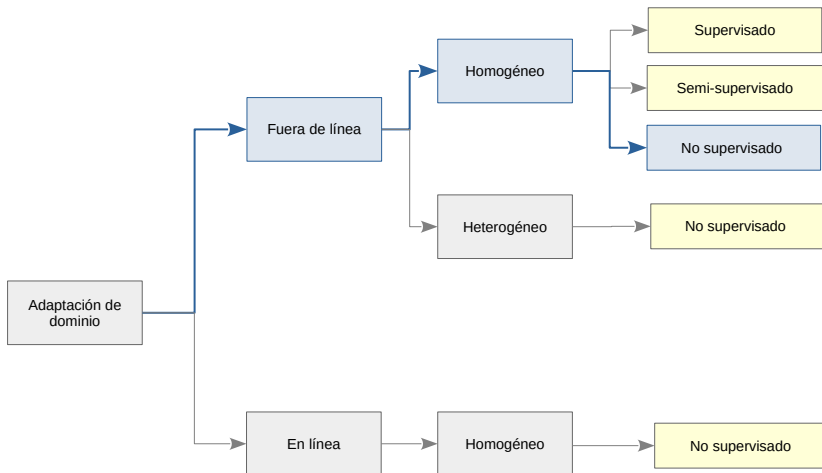 Supervisado
Homogéneo
Semi-supervisado
Fuera de línea
No supervisado
Heterogéneo
No supervisado
Adaptación de
dominio
En línea
Homogéneo
No supervisado